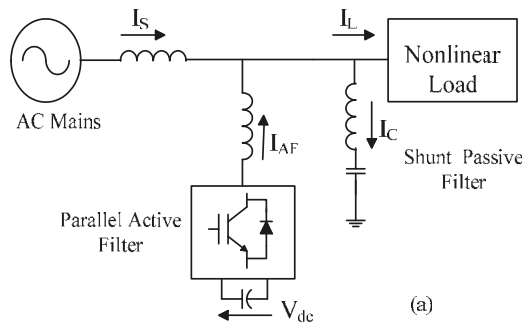 I_S
I_L
Nonlinear
Load
AC Mains
I_AF
I_C
Shunt Passive
Filter
Parallel Active
Filter
V_dc
(a)